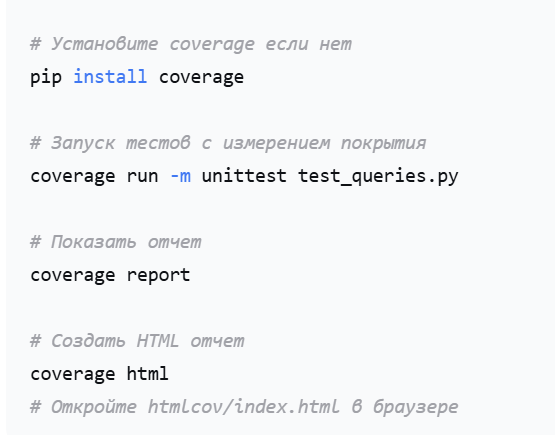 # Установите coverage если нет
pip install coverage
# Запуск тестов с измерением покрытия
coverage run -m unittest test_queries.py
# Показать отчет
coverage report
# Создать HTML отчет
coverage html
# Откройте htmlcov/index.html в браузере